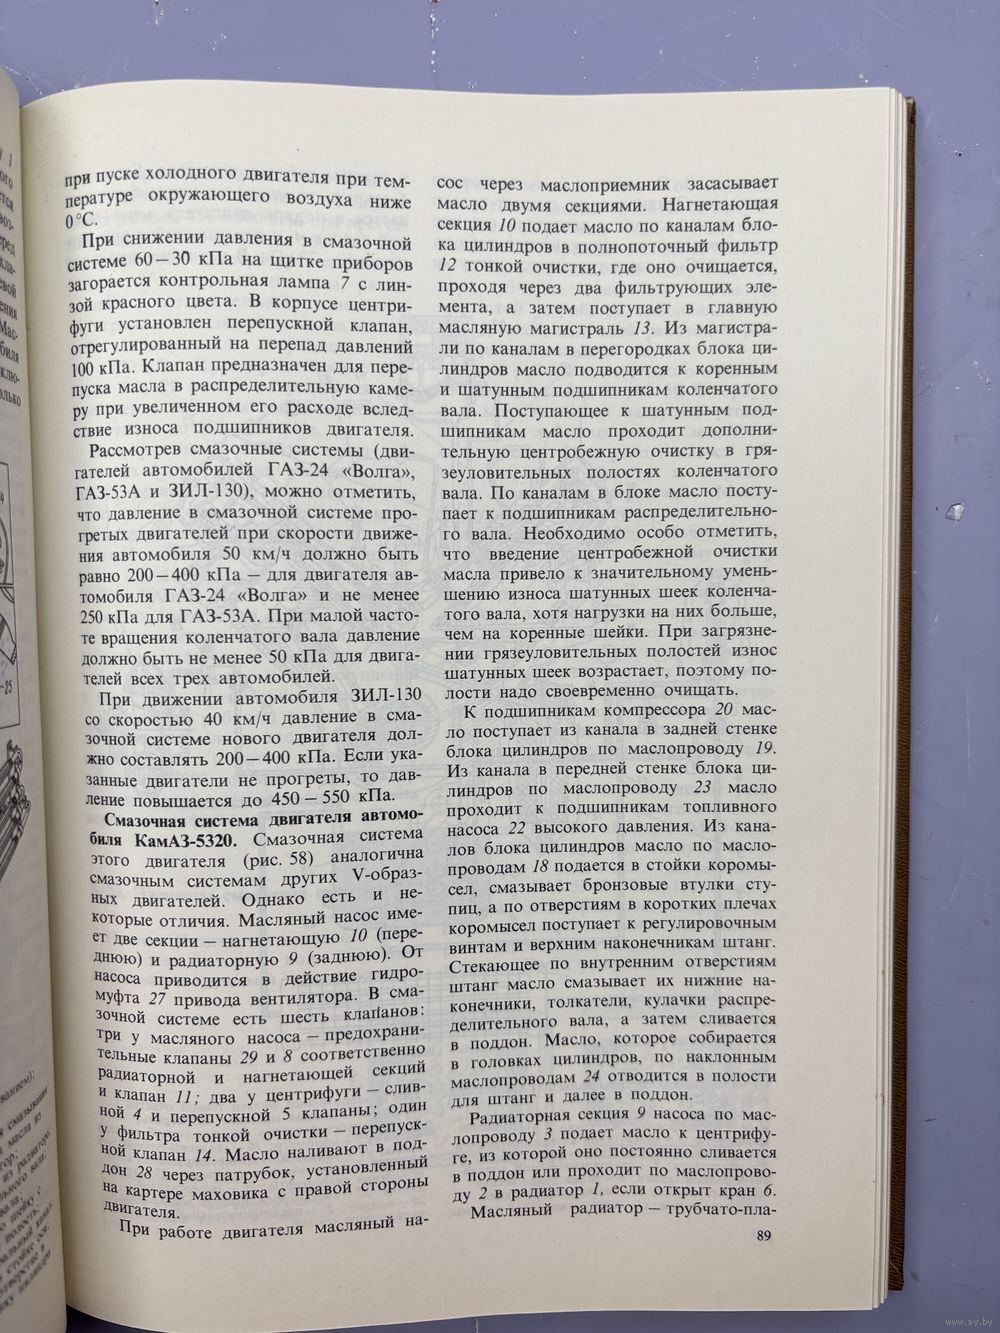 при пуске холодного двигателя при тем-
пературе окружающего воздуха ниже
0 °С.
При снижении давления в смазочной
системе 60 — 30 кПа на щитке приборов
загорается контрольная лампа 7 с лин-
зой красного цвета. В корпусе центри-
фуги установлен перепускной клапан,
отрегулированный на перепад давлений
100 кПа. Клапан предназначен для пере-
пуска масла в распределительную каме-
ру при увеличенном его расходе вслед-
ствие износа подшипников двигателя.
Рассмотрев смазочные системы (дви-
гателей автомобилей ГАЗ-24 «Волга»,
ГАЗ-53А и ЗИЛ-130), можно отметить,
что давление в смазочной системе про-
гретых двигателей при скорости движе-
ния автомобиля 50 км/ч должно быть
равно 200 — 400 кПа — для двигателя ав-
томобиля ГАЗ-24 «Волга» и не менее
250 кПа для ГАЗ-53А. При малой часто-
те вращения коленчатого вала давление
должно быть не менее 50 кПа для двига-
телей всех трех автомобилей.
При движении автомобиля ЗИЛ-130
со скоростью 40 км/ч давление в сма-
зочной системе нового двигателя дол-
жно составлять 200 — 400 кПа. Если ука-
занные двигатели не прогреты, то дав-
ление повышается до 450 — 550 кПа.
Смазочная система двигателя автомо-
биля КамАЗ-5320. Смазочная система
этого двигателя (рис. 58) аналогична
смазочным системам других V-образ-
ных двигателей. Однако есть и не-
которые отличия. Масляный насос име-
ет две секции — нагнетающую 10 (пере-
днюю) и радиаторную 9 (заднюю). От
насоса приводится в действие гидро-
муфта 27 привода вентилятора. В сма-
зочной системе есть шесть клапанов:
три у масляного насоса — предохрани-
тельные клапаны 29 и 8 соответственно
радиаторной и нагнетающей секций
и клапан 11; два у центрифуги — слив-
ной 4 и перепускной 5 клапаны; один
у фильтра тонкой очистки — перепуск-
ной клапан 14. Масло наливают в под-
дон 28 через патрубок, установленный
на картере маховика с правой стороны
двигателя.
При работе двигателя масляный на-
сос через маслоприемник засасывает
масло двумя секциями. Нагнетающая
секция 10 подает масло по каналам бло-
ка цилиндров в полнопоточный фильтр
12 тонкой очистки, где оно очищается,
проходя через два фильтрующих эле-
мента, а затем поступает в главную
масляную магистраль 13. Из магистра-
ли по каналам в перегородках блока ци-
линдров масло подводится к коренным
и шатунным подшипникам коленчатого
вала. Поступающее к шатунным под-
шипникам масло проходит дополни-
тельную центробежную очистку в гря-
зеуловительных полостях коленчатого
вала. По каналам в блоке масло посту-
пает к подшипникам распределительно-
го вала. Необходимо особо отметить,
что введение центробежной очистки
масла привело к значительному умень-
шению износа шатунных шеек коленча-
того вала, хотя нагрузки на них больше,
чем на коренные шейки. При загрязне-
нии грязеуловительных полостей износ
шатунных шеек возрастает, поэтому по-
лости надо своевременно очищать.
К подшипникам компрессора 20 мас-
ло поступает из канала в задней стенке
блока цилиндров по маслопроводу 19.
Из канала в передней стенке блока ци-
линдров по маслопроводу 23 масло
проходит к подшипникам топливного
насоса 22 высокого давления. Из кана-
лов блока цилиндров масло по масло-
проводам 18 подается в стойки коромы-
сел, смазывает бронзовые втулки сту-
пиц, а по отверстиям в коротких плечах
коромысел поступает к регулировочным
винтам и верхним наконечникам штанг.
Стекающее по внутренним отверстиям
штанг масло смазывает их нижние на-
конечники, толкатели, кулачки распре-
делительного вала, а затем сливается
в поддон. Масло, которое собирается
в головках цилиндров, по наклонным
маслопроводам 24 отводится в полости
для штанг и далее в поддон.
Радиаторная секция 9 насоса по мас-
лопроводу 3 подает масло к центрифу-
ге, из которой оно постоянно сливается
в поддон или проходит по маслопрово-
ду 2 в радиатор 1, если открыт кран 6.
Масляный радиатор — трубчато-пла-
89
www.ay.by